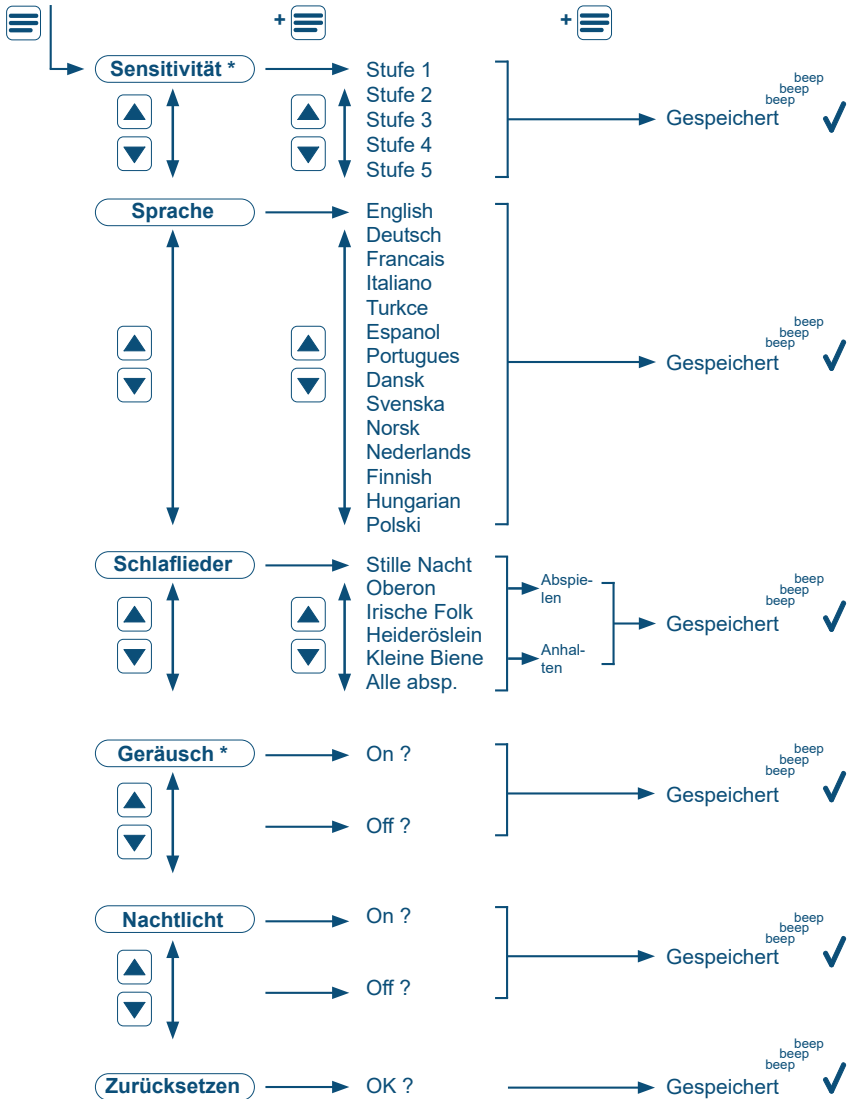 +
+
Sensitivität *
Stufe 1
Stufe 2
Stufe 3
Stufe 4
Stufe 5
Gespeichert
beep
beep
beep
Sprache
English
Deutsch
Francais
Italiano
Turkce
Espanol
Portugues
Dansk
Svenska
Norsk
Nederlands
Finnish
Hungarian
Polski
Gespeichert
beep
beep
beep
Schlaflieder
Stille Nacht
Oberon
Irische Folk
Heideröslein
Kleine Biene
Alle absp.
Abspie-
len
Anhal-
ten
Gespeichert
beep
beep
beep
Geräusch *
On ?
Off ?
Gespeichert
beep
beep
beep
Nachtlicht
On ?
Off ?
Gespeichert
beep
beep
beep
Zurücksetzen
OK ?
Gespeichert
beep
beep
beep